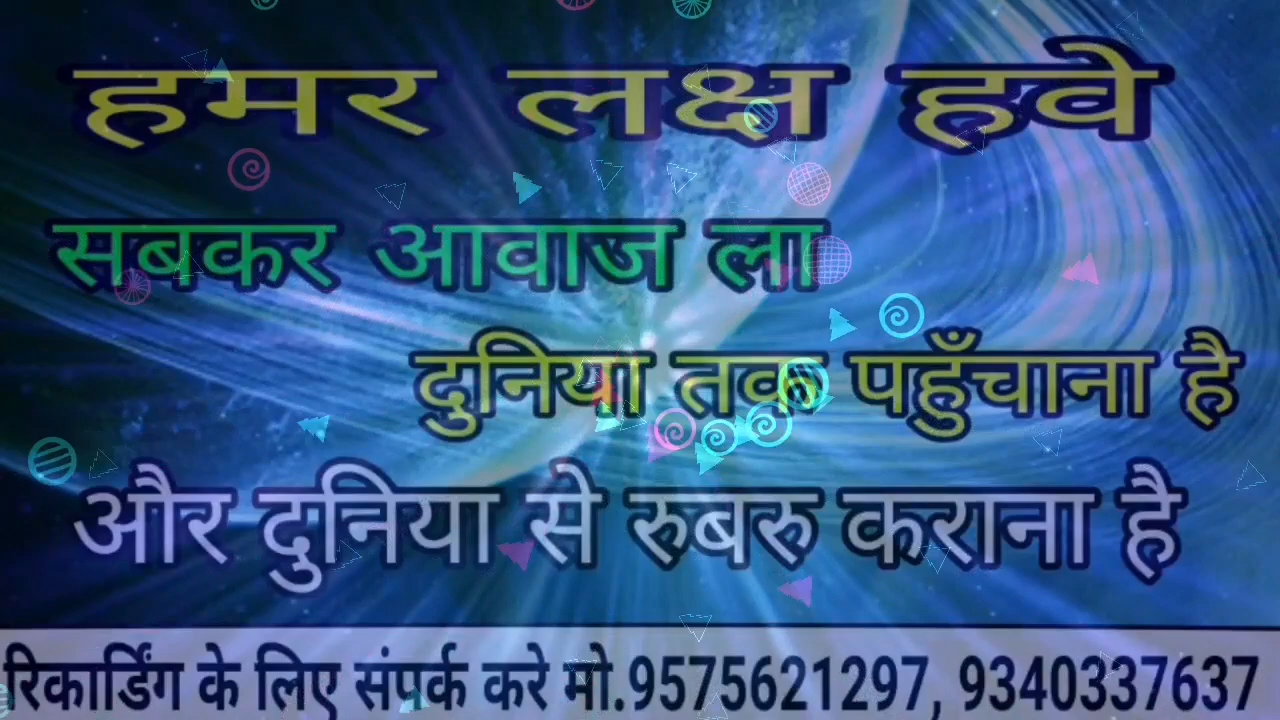 हमर लक्ष हवे
सबकर आवाज ला
दुनिया तक पहुँचाना है
और दुनिया से रुबरु कराना है
रिकार्डिंग के लिए संपर्क करे मो.9575621297, 9340337637